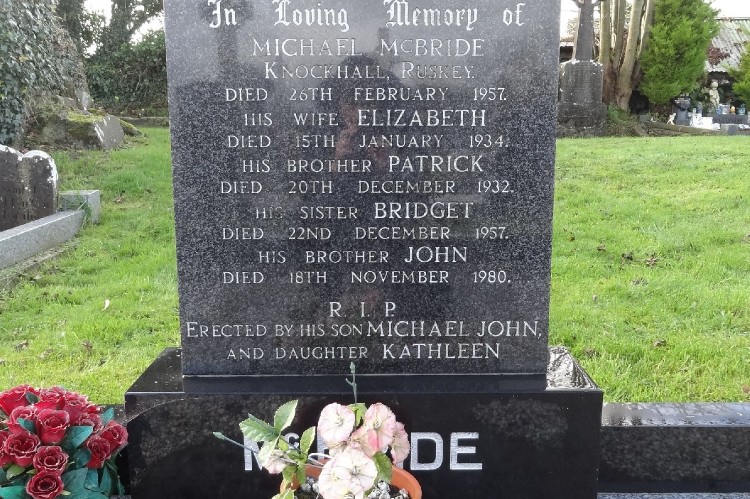 In Loving Memory of
MICHAEL McBRIDE
KNOCKHALL, RUSKEY.
DIED 26TH FEBRUARY 1957.
HIS WIFE ELIZABETH
DIED 15TH JANUARY 1934.
HIS BROTHER PATRICK
DIED 20TH DECEMBER 1932.
HIS SISTER BRIDGET
DIED 22ND DECEMBER 1957.
HIS BROTHER JOHN
DIED 18TH NOVEMBER 1980.
R.I.P.
ERECTED BY HIS SON MICHAEL JOHN,
AND DAUGHTER KATHLEEN
McBRIDE